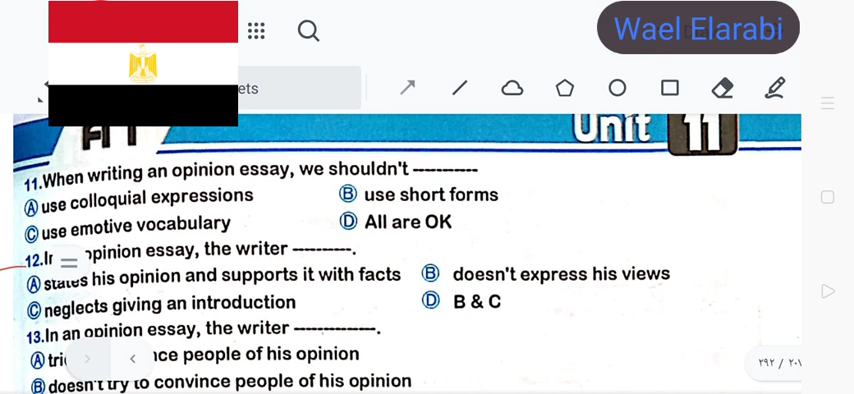 Wael Elarabi
ets
Unit 11
11.When writing an opinion essay, we shouldn't -----------
Ⓐ use colloquial expressions Ⓑ use short forms
Ⓒ use emotive vocabulary Ⓓ All are OK
12. opinion essay, the writer ----------.
Ⓐ states his opinion and supports it with facts Ⓑ doesn't express his views
Ⓒ neglects giving an introduction Ⓓ B & C
13.In an opinion essay, the writer --------------.
Ⓐ people of his opinion
Ⓑ doesn't try to convince people of his opinion